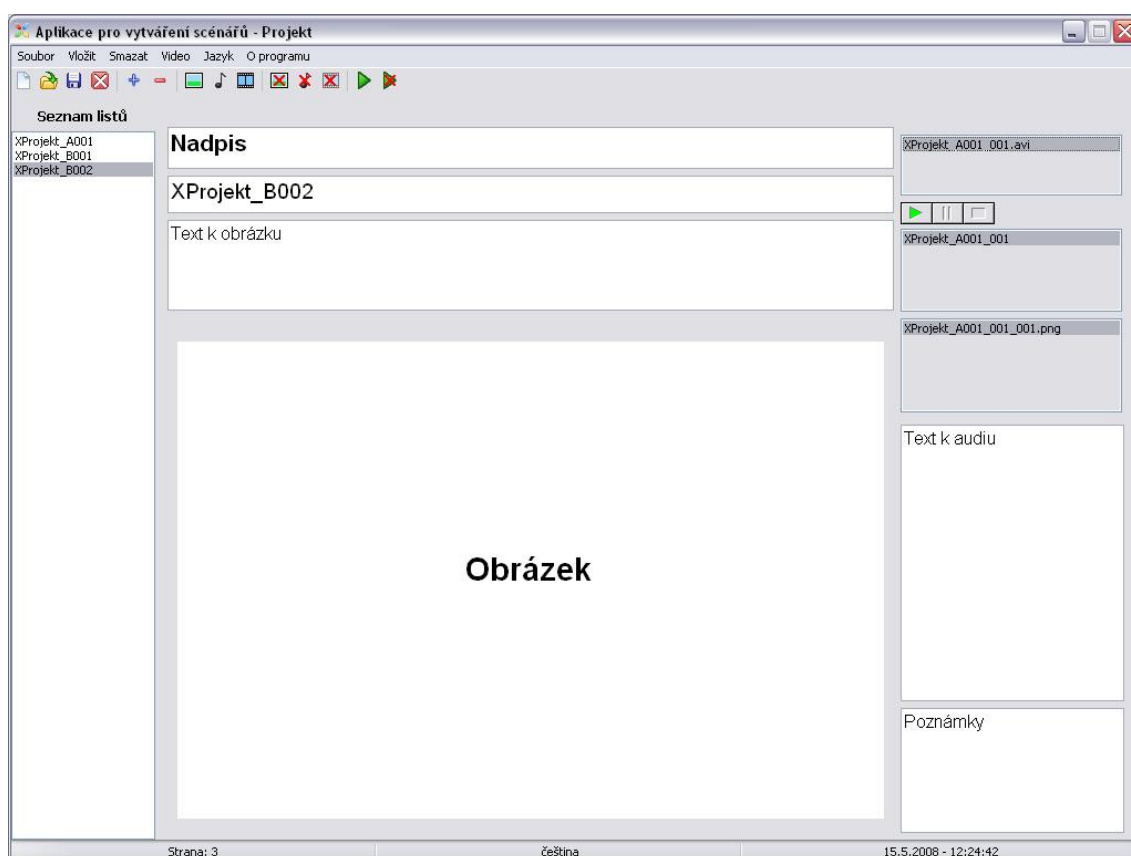 Aplikace pro vytváření scénářů - Projekt
Soubor Vložit Smazat Video Jazyk O programu
Seznam listů
XProjekt_A001
XProjekt_B001
XProjekt_B002
Nadpis
XProjekt_B002
Text k obrázku
Obrázek
XProjekt_A001_001.avi
XProjekt_A001_001
XProjekt_A001_001_001.png
Text k audiu
Poznámky
Strana: 3 čeština 15.5.2008 - 12:24:42